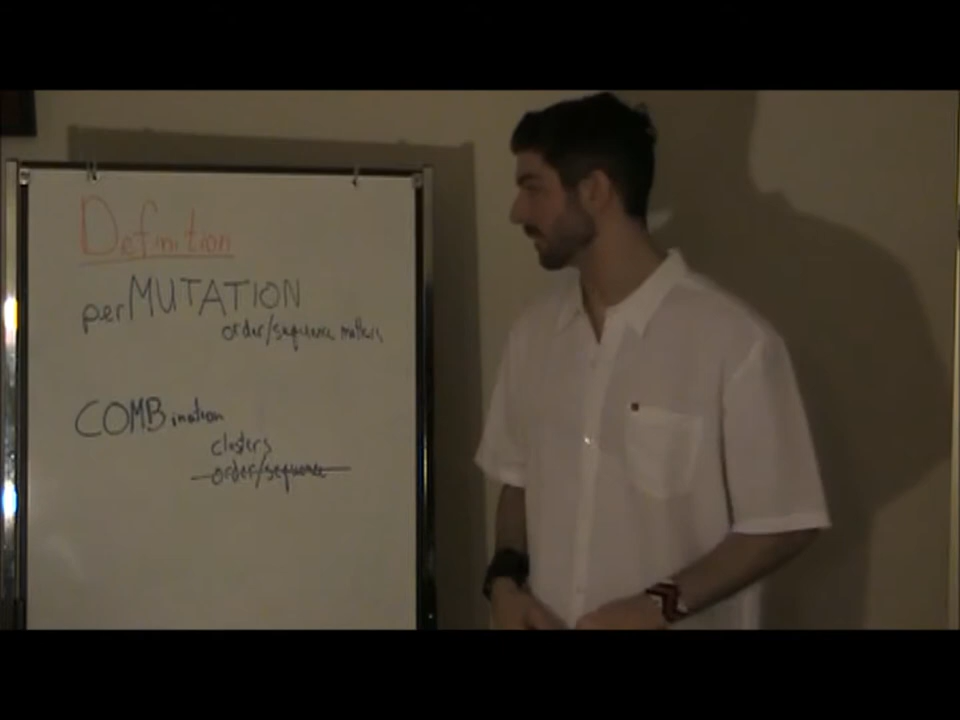 Definition
perMUTATION
order/sequence matters
COMBination
clusters
order/sequence